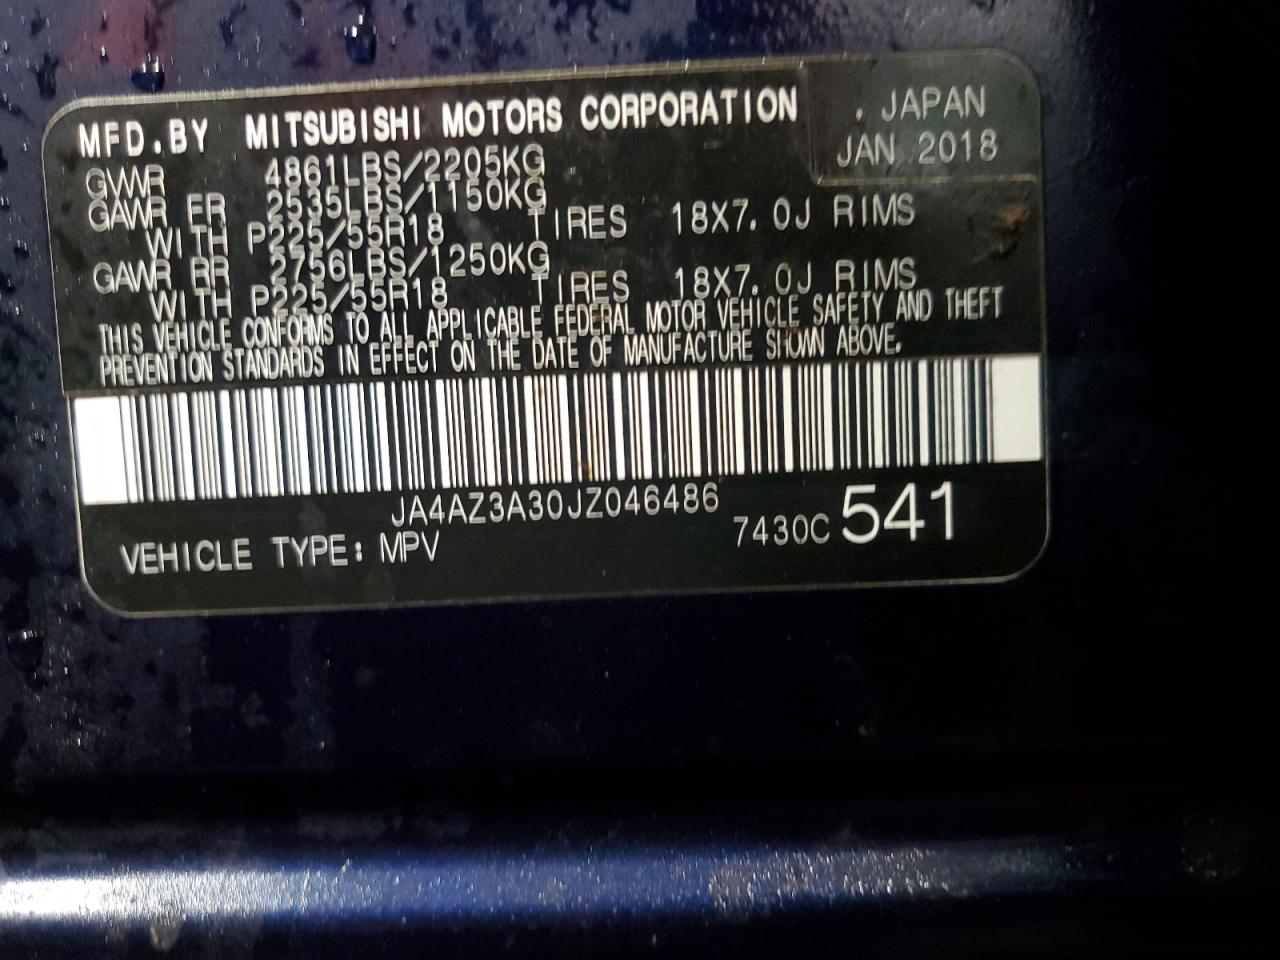 MFD.BY MITSUBISHI MOTORS CORPORATION
. JAPAN
JAN 2018
GVWR 4861LBS/2205KG
GAWR FR 2535LBS/1150KG
WITH P225/55R18 TIRES 18X7.0J RIMS
GAWR RR 2756LBS/1250KG
WITH P225/55R18 TIRES 18X7.0J RIMS
THIS VEHICLE CONFORMS TO ALL APPLICABLE FEDERAL MOTOR VEHICLE SAFETY AND THEFT
PREVENTION STANDARDS IN EFFECT ON THE DATE OF MANUFACTURE SHOWN ABOVE.
JA4AZ3A30JZ046486
VEHICLE TYPE: MPV 7430C 541